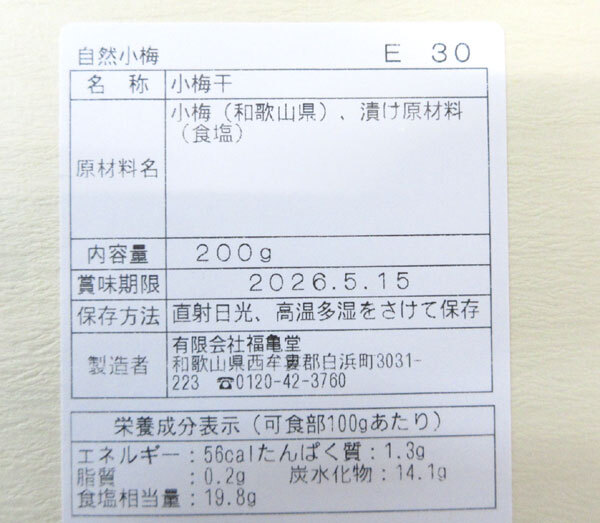 自然小梅 E 30
名称 小梅干
原材料名 小梅（和歌山県）、漬け原材料
（食塩）
内容量 200g
賞味期限 2026.5.15
保存方法 直射日光、高温多湿をさけて保存
製造者 有限会社福亀堂
和歌山県西牟婁郡白浜町3031-
223 ☎0120-42-3760
栄養成分表示（可食部100gあたり）
エネルギー：56calたんぱく質：1.3g
脂質：0.2g 炭水化物：14.1g
食塩相当量：19.8g